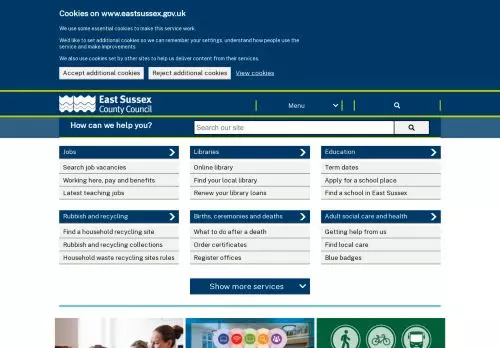 Cookies on www.eastsussex.gov.uk
We use some essential cookies to make this service work.
We'd like to set additional cookies so we can remember your settings, understand how people use the
service and make improvements.
We also use cookies set by other sites to help us deliver content from their services.
Accept additional cookies Reject additional cookies View cookies
East Sussex
County Council
Menu
How can we help you?
Search our site
Jobs
Search job vacancies
Working here, pay and benefits
Latest teaching jobs
Libraries
Online library
Find your local library
Renew your library loans
Education
Term dates
Apply for a school place
Find a school in East Sussex
Rubbish and recycling
Find a household recycling site
Rubbish and recycling collections
Household waste recycling sites rules
Births, ceremonies and deaths
What to do after a death
Order certificates
Register offices
Adult social care and health
Getting help from us
Find local care
Blue badges
Show more services